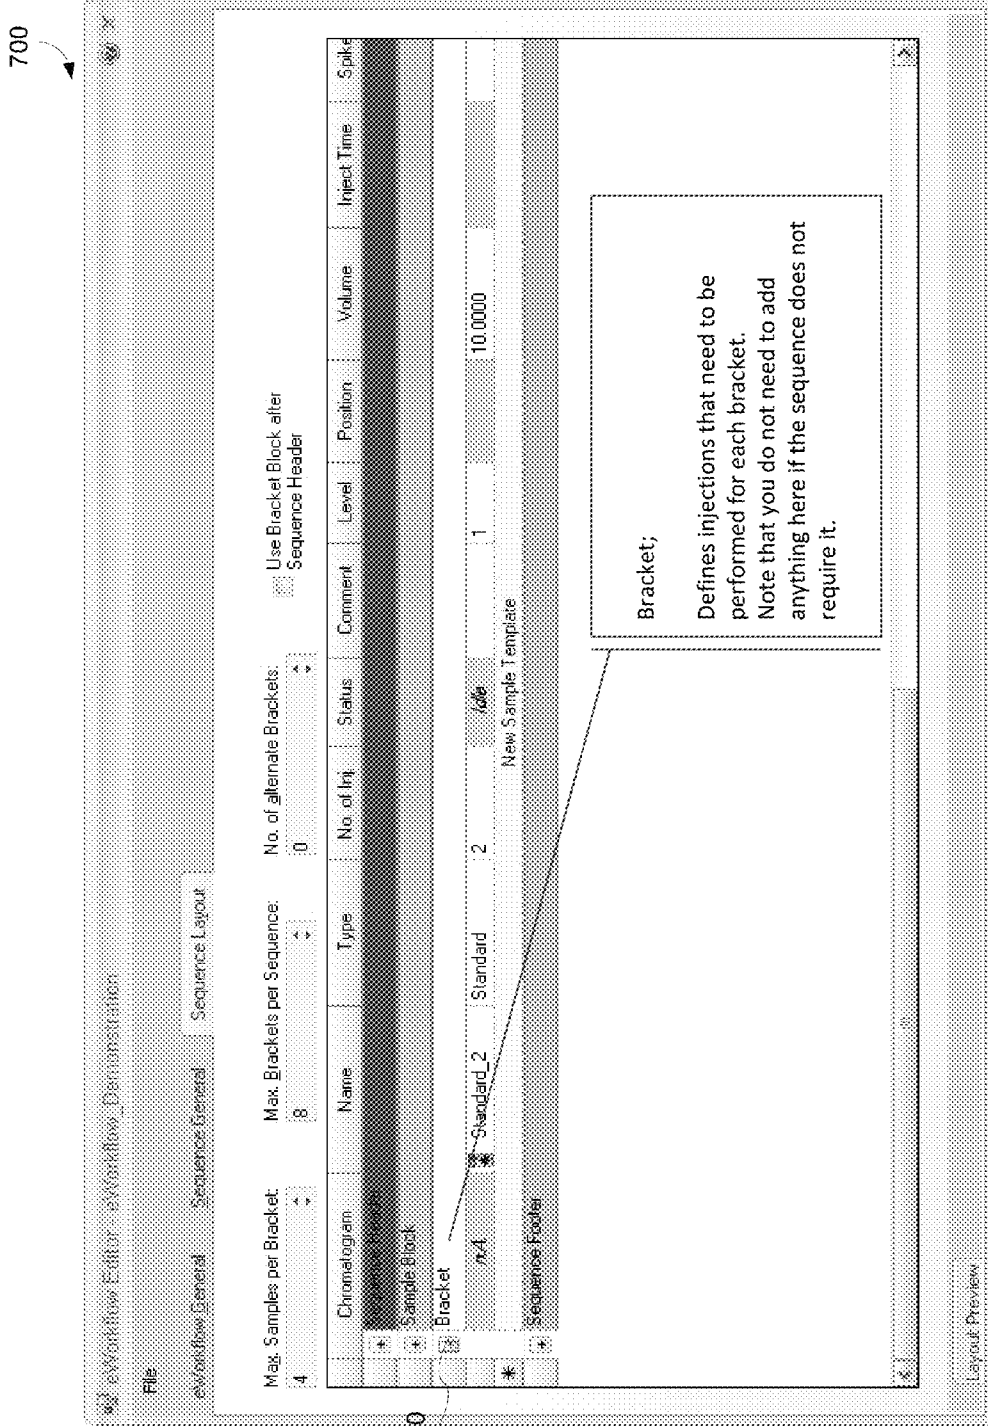 700
eWorkflow Editor - eWorkflow_Demonstration
File
eWorkflow General Sequence General Sequence Layout
Max. Samples per Bracket: Max. Brackets per Sequence: No. of alternate Brackets: Use Bracket Block after
Sequence Header
4 8 0
Chromatogram Name Type No. of Inj. Status Comment Level Position Volume Inject Time Spike
Sample Block
Bracket
n.A Standard_2 Standard 2 Idle 1 10.0000
New Sample Template
Sequence Footer
Bracket;
Defines injections that need to be
performed for each bracket.
Note that you do not need to add
anything here if the sequence does not
require it.
Layout Preview